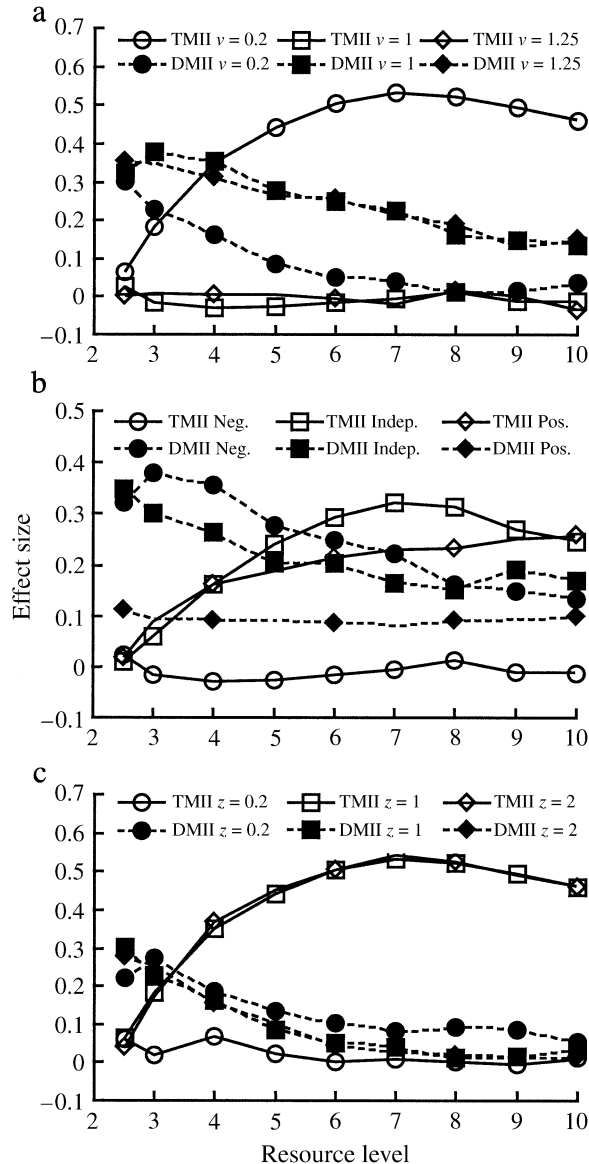 a
0.7
TMII v = 0.2 TMII v = 1 TMII v = 1.25
DMII v = 0.2 DMII v = 1 DMII v = 1.25
0.6
0.5
0.4
0.3
0.2
0.1
0
−0.1
2 3 4 5 6 7 8 9 10
b
0.5
TMII Neg. TMII Indep. TMII Pos.
DMII Neg. DMII Indep. DMII Pos.
0.4
0.3
0.2
0.1
0
−0.1
Effect size
2 3 4 5 6 7 8 9 10
c
0.7
TMII z = 0.2 TMII z = 1 TMII z = 2
DMII z = 0.2 DMII z = 1 DMII z = 2
0.6
0.5
0.4
0.3
0.2
0.1
0
−0.1
2 3 4 5 6 7 8 9 10
Resource level